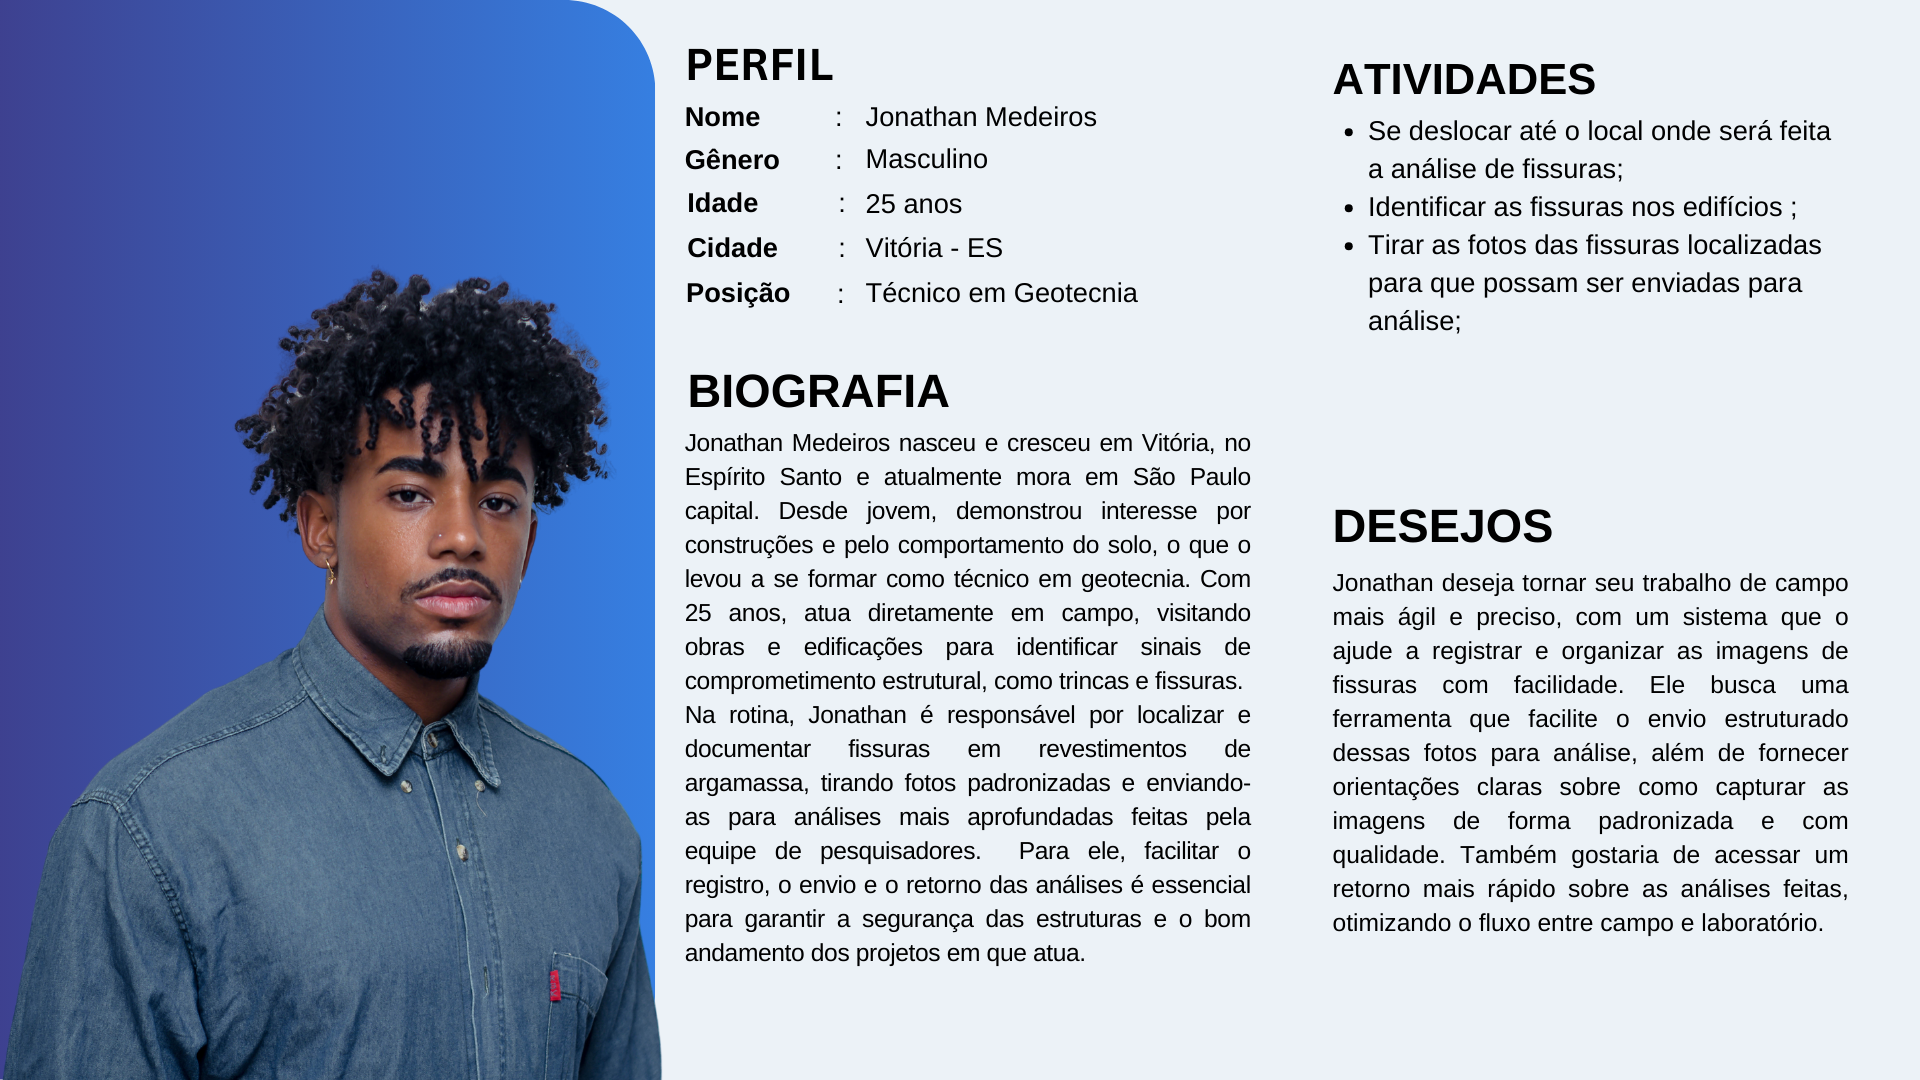 PERFIL
Nome : Jonathan Medeiros
Gênero : Masculino
Idade : 25 anos
Cidade : Vitória - ES
Posição : Técnico em Geotecnia
BIOGRAFIA
Jonathan Medeiros nasceu e cresceu em Vitória, no
Espírito Santo e atualmente mora em São Paulo
capital. Desde jovem, demonstrou interesse por
construções e pelo comportamento do solo, o que o
levou a se formar como técnico em geotecnia. Com
25 anos, atua diretamente em campo, visitando
obras e edificações para identificar sinais de
comprometimento estrutural, como trincas e fissuras.
Na rotina, Jonathan é responsável por localizar e
documentar fissuras em revestimentos de
argamassa, tirando fotos padronizadas e enviando-
as para análises mais aprofundadas feitas pela
equipe de pesquisadores. Para ele, facilitar o
registro, o envio e o retorno das análises é essencial
para garantir a segurança das estruturas e o bom
andamento dos projetos em que atua.
ATIVIDADES
• Se deslocar até o local onde será feita
a análise de fissuras;
• Identificar as fissuras nos edifícios ;
• Tirar as fotos das fissuras localizadas
para que possam ser enviadas para
análise;
DESEJOS
Jonathan deseja tornar seu trabalho de campo
mais ágil e preciso, com um sistema que o
ajude a registrar e organizar as imagens de
fissuras com facilidade. Ele busca uma
ferramenta que facilite o envio estruturado
dessas fotos para análise, além de fornecer
orientações claras sobre como capturar as
imagens de forma padronizada e com
qualidade. Também gostaria de acessar um
retorno mais rápido sobre as análises feitas,
otimizando o fluxo entre campo e laboratório.